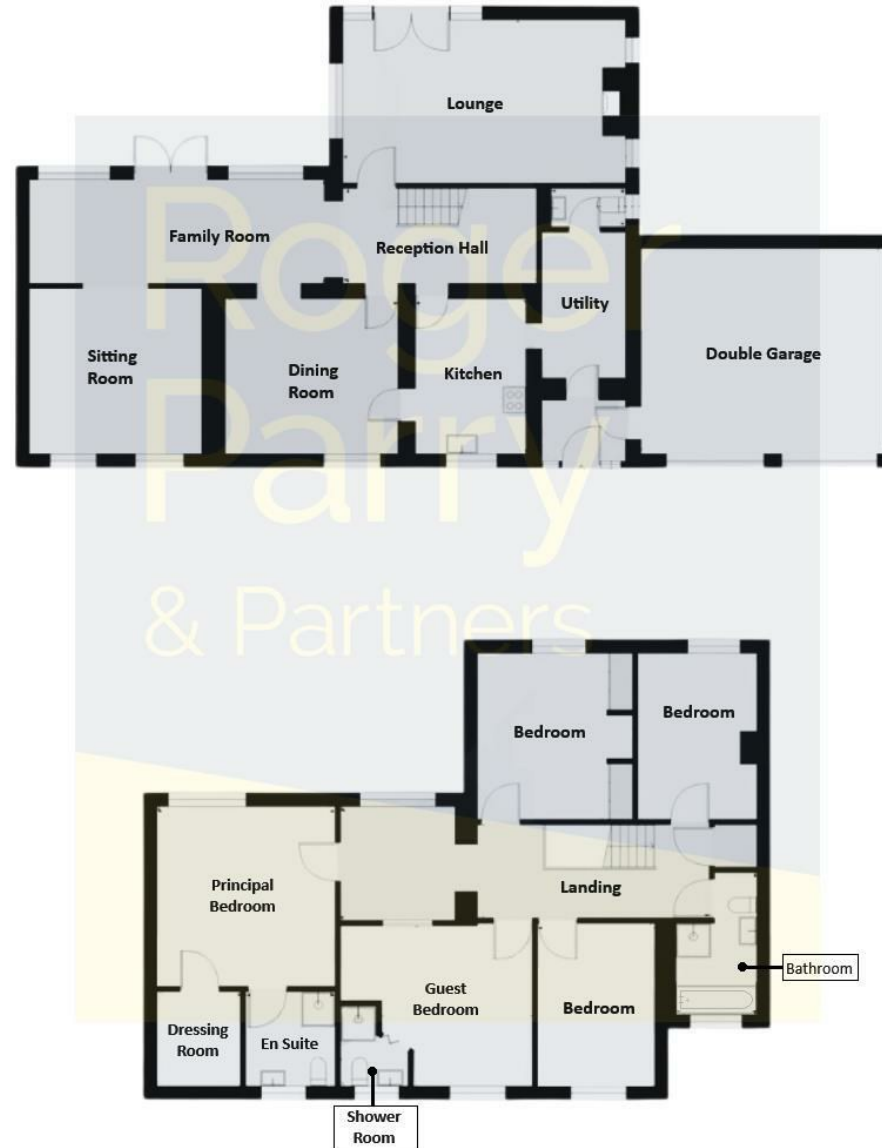 Lounge
Family Room
Reception Hall
Utility
Double Garage
Sitting
Room
Dining
Room
Kitchen
Roger
Parry
& Partners
Bedroom
Bedroom
Principal
Bedroom
Landing
Guest
Bedroom
Bedroom
Bathroom
Dressing
Room
En Suite
Shower
Room